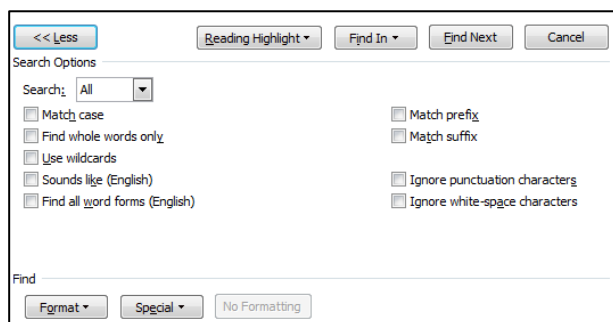 << Less Reading Highlight Find In Find Next Cancel
Search Options
Search: All
Match case Match prefix
Find whole words only Match suffix
Use wildcards
Sounds like (English) Ignore punctuation characters
Find all word forms (English) Ignore white-space characters
Find
Format Special No Formatting